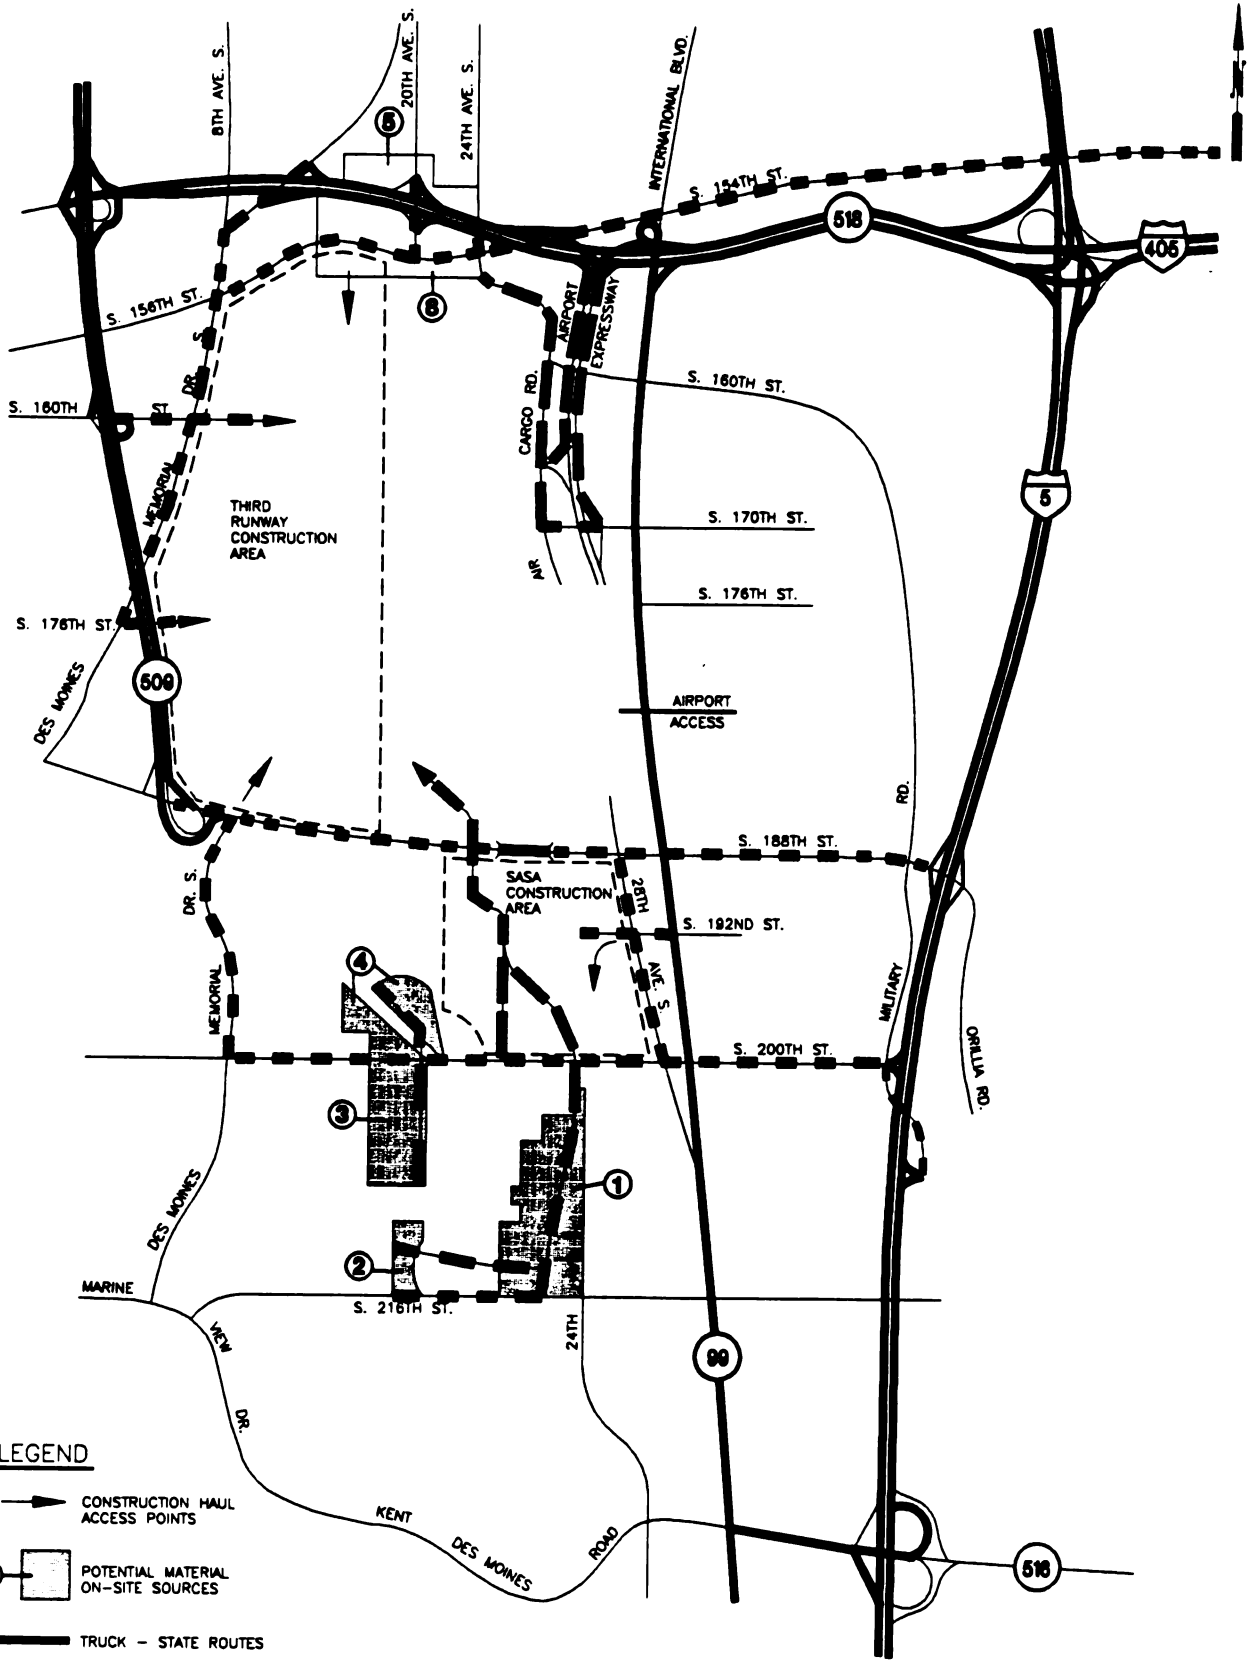 8TH AVE. S.
20TH AVE. S.
24TH AVE. S.
INTERNATIONAL BLVD.
N
5
S. 154TH ST.
518
405
S. 156TH ST.
8
AIRPORT
EXPRESSWAY
S. 160TH ST.
DR. S.
S. 160TH ST.
CARGO RD.
MEMORIAL
5
THIRD
RUNWAY
CONSTRUCTION
AREA
S. 170TH ST.
AIR
S. 176TH ST.
S. 176TH ST.
509
DES MOINES
AIRPORT
ACCESS
RD.
S. 188TH ST.
SASA
CONSTRUCTION
AREA
28TH
DR. S.
S. 192ND ST.
4
AVE. S.
MEMORIAL
MILITARY
ORILLIA RD.
S. 200TH ST.
3
1
DES MOINES
2
MARINE
S. 216TH ST.
VIEW
24TH
99
DR.
LEGEND
CONSTRUCTION HAUL
ACCESS POINTS
KENT
DES MOINES
ROAD
516
POTENTIAL MATERIAL
ON-SITE SOURCES
TRUCK - STATE ROUTES